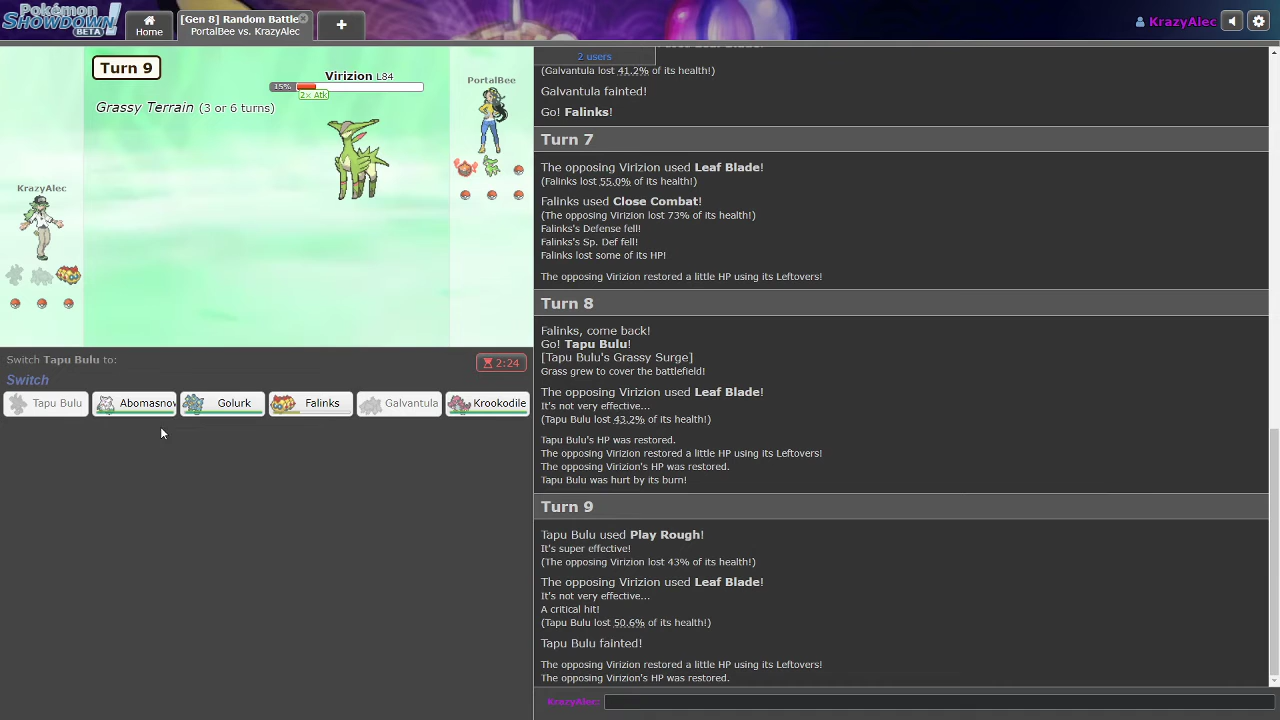 Pokémon
SHOWDOWN!
BETA
Home
[Gen 8] Random Battle
PortalBee vs. KrazyAlec
KrazyAlec
Turn 9
Grassy Terrain (3 or 6 turns)
Virizion L84
15%
2× Atk
PortalBee
KrazyAlec
Switch Tapu Bulu to:
2:24
Switch
Tapu Bulu
Abomasnow
Golurk
Falinks
Galvantula
Krookodile
2 users
(Galvantula lost 41.2% of its health!)
Galvantula fainted!
Go! Falinks!
Turn 7
The opposing Virizion used Leaf Blade!
(Falinks lost 55.0% of its health!)
Falinks used Close Combat!
(The opposing Virizion lost 73% of its health!)
Falinks's Defense fell!
Falinks's Sp. Def fell!
Falinks lost some of its HP!
The opposing Virizion restored a little HP using its Leftovers!
Turn 8
Falinks, come back!
Go! Tapu Bulu!
[Tapu Bulu's Grassy Surge]
Grass grew to cover the battlefield!
The opposing Virizion used Leaf Blade!
It's not very effective...
(Tapu Bulu lost 43.2% of its health!)
Tapu Bulu's HP was restored.
The opposing Virizion restored a little HP using its Leftovers!
The opposing Virizion's HP was restored.
Tapu Bulu was hurt by its burn!
Turn 9
Tapu Bulu used Play Rough!
It's super effective!
(The opposing Virizion lost 43% of its health!)
The opposing Virizion used Leaf Blade!
It's not very effective...
A critical hit!
(Tapu Bulu lost 50.6% of its health!)
Tapu Bulu fainted!
The opposing Virizion restored a little HP using its Leftovers!
The opposing Virizion's HP was restored.
KrazyAlec: